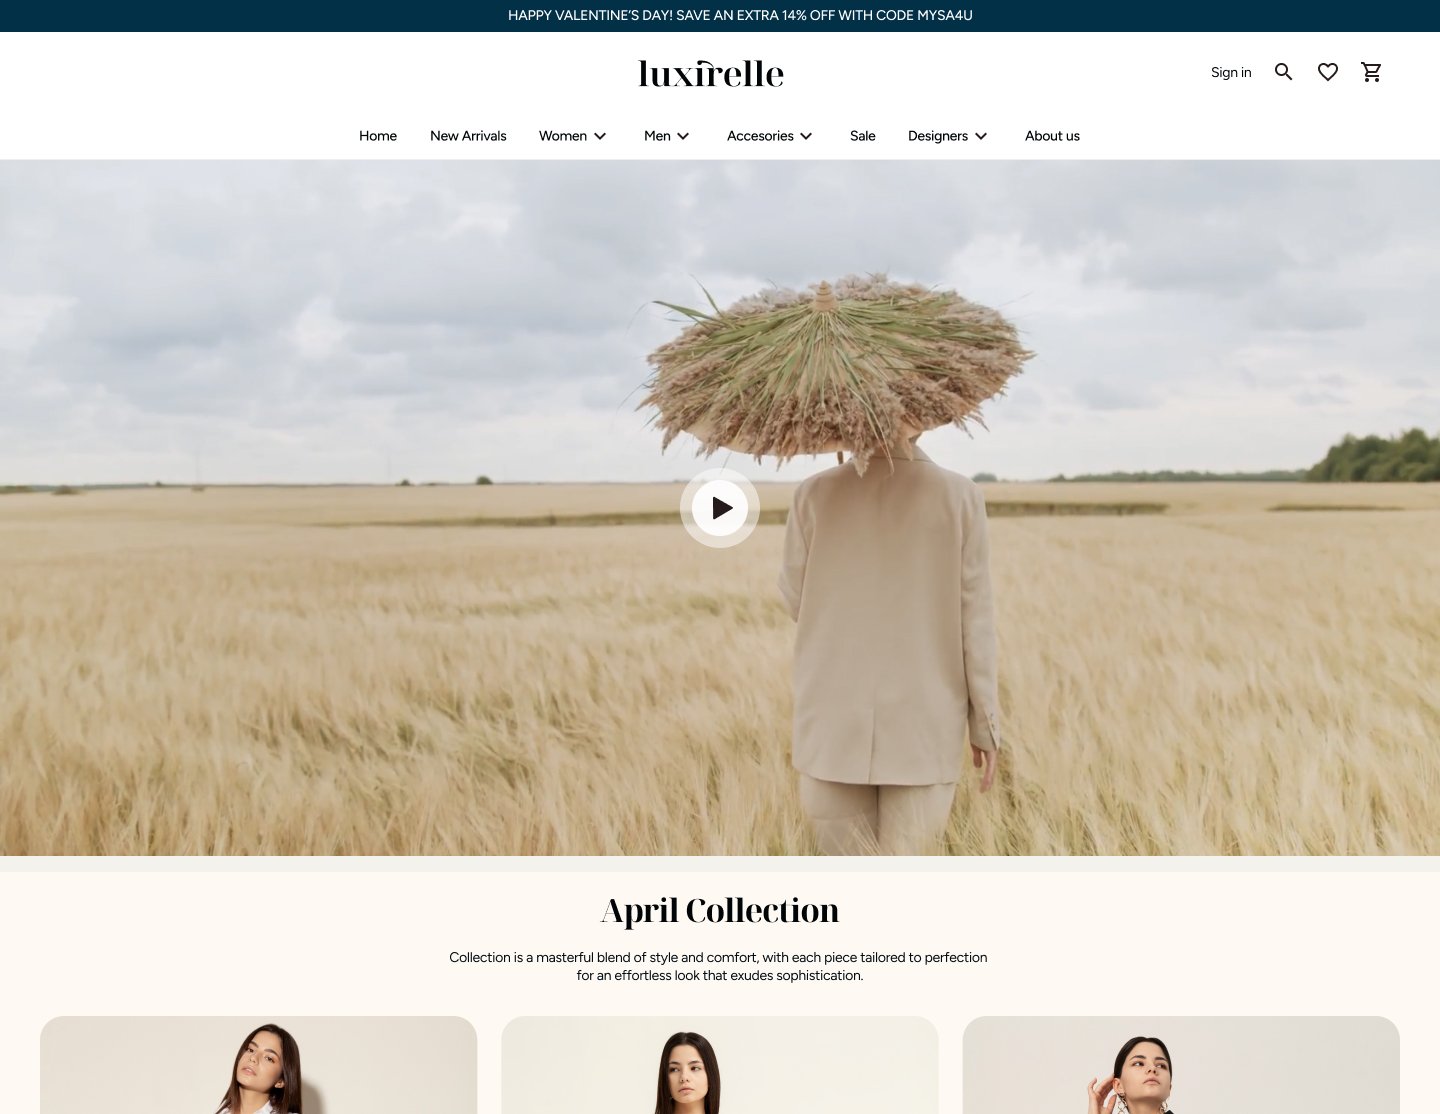 HAPPY VALENTINE’S DAY! SAVE AN EXTRA 14% OFF WITH CODE MYSA4U
luxirelle
Sign in
Home New Arrivals Women Men Accesories Sale Designers About us
April Collection
Collection is a masterful blend of style and comfort, with each piece tailored to perfection
for an effortless look that exudes sophistication.